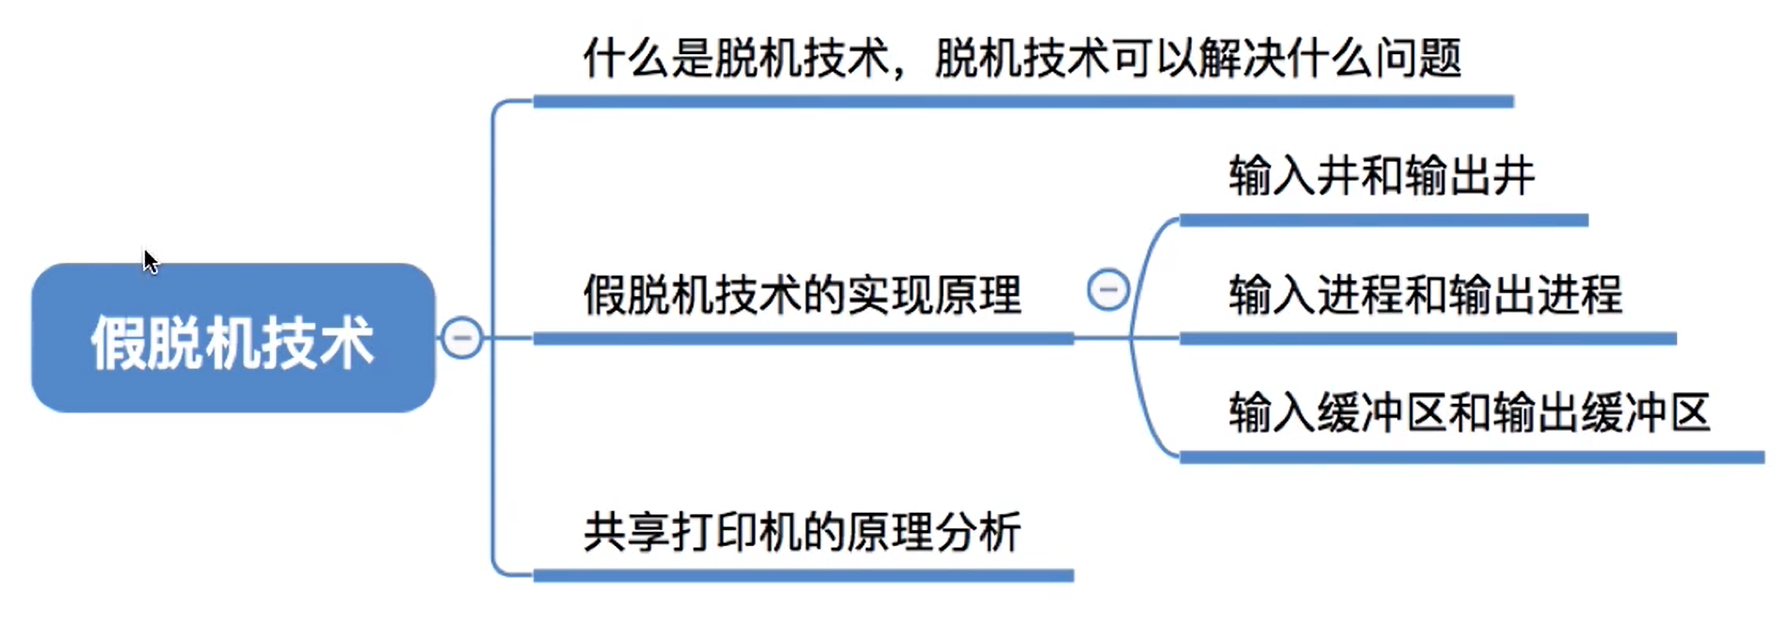 什么是脱机技术，脱机技术可以解决什么问题
输入井和输出井
假脱机技术的实现原理
输入进程和输出进程
假脱机技术
输入缓冲区和输出缓冲区
共享打印机的原理分析